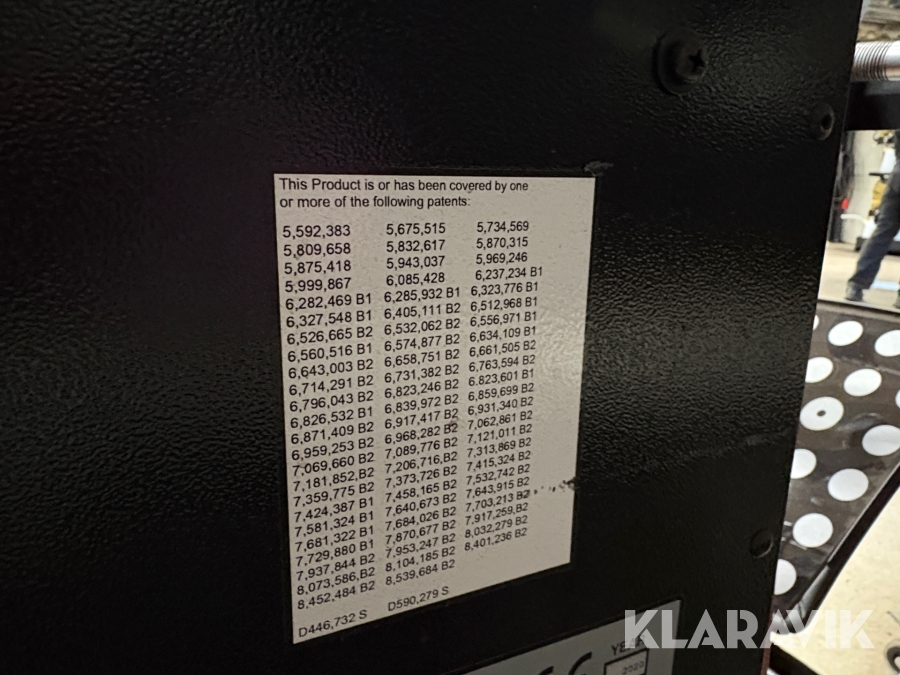 This Product is or has been covered by one
or more of the following patents:
5,592,383 5,675,515 5,734,569
5,809,658 5,832,617 5,870,315
5,875,418 5,943,037 5,969,246
5,999,867 6,085,428 6,237,234 B1
6,282,469 B1 6,285,932 B1 6,323,776 B1
6,327,548 B1 6,405,111 B2 6,512,968 B1
6,526,665 B2 6,532,062 B2 6,556,971 B1
6,560,516 B1 6,574,877 B2 6,634,109 B1
6,643,003 B2 6,658,751 B2 6,661,505 B2
6,714,291 B2 6,731,382 B2 6,763,594 B2
6,796,043 B2 6,823,246 B2 6,823,601 B1
6,826,532 B1 6,839,972 B2 6,859,699 B2
6,871,409 B2 6,917,417 B2 6,931,340 B2
6,959,253 B2 6,968,282 B2 7,062,861 B2
7,069,660 B2 7,089,776 B2 7,121,011 B2
7,181,852,B2 7,206,716,B2 7,313,869 B2
7,359,775 B2 7,373,726 B2 7,415,324 B2
7,424,387 B1 7,458,165 B2 7,532,742 B2
7,581,324 B1 7,640,673 B2 7,643,915 B2
7,681,322 B1 7,684,026 B2 7,703,213 B2
7,729,880 B1 7,870,677 B2 7,917,259,B2
7,937,844 B2 7,953,247 B2 8,032,279 B2
8,073,586,B2 8,104,185 B2 8,401,236 B2
8,452,484 B2 8,539,684 B2
D446,732 S D590,279 S
KLARAVIK
YEAR
2020